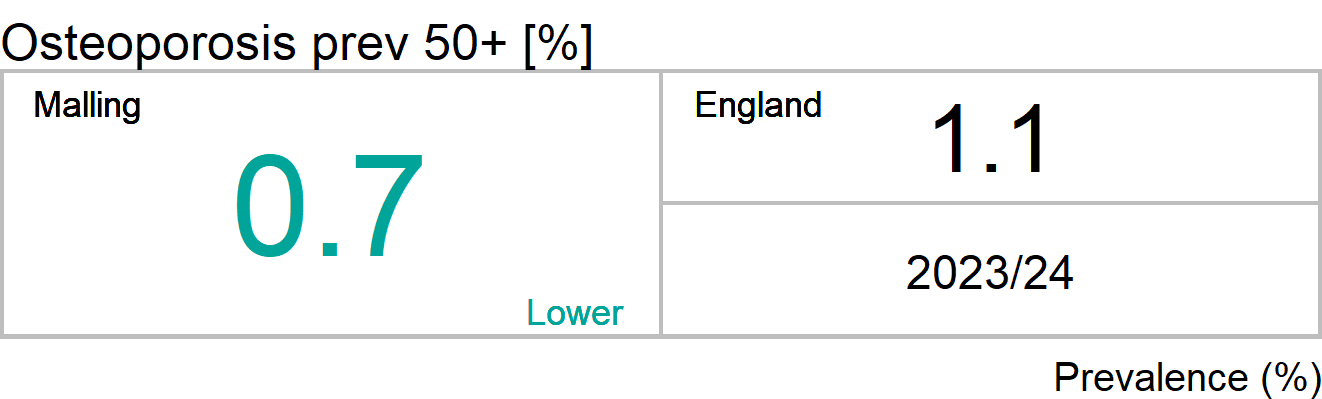 Osteoporosis prev 50+ [%]
Malling
0.7
Lower
England
1.1
2023/24
Prevalence (%)